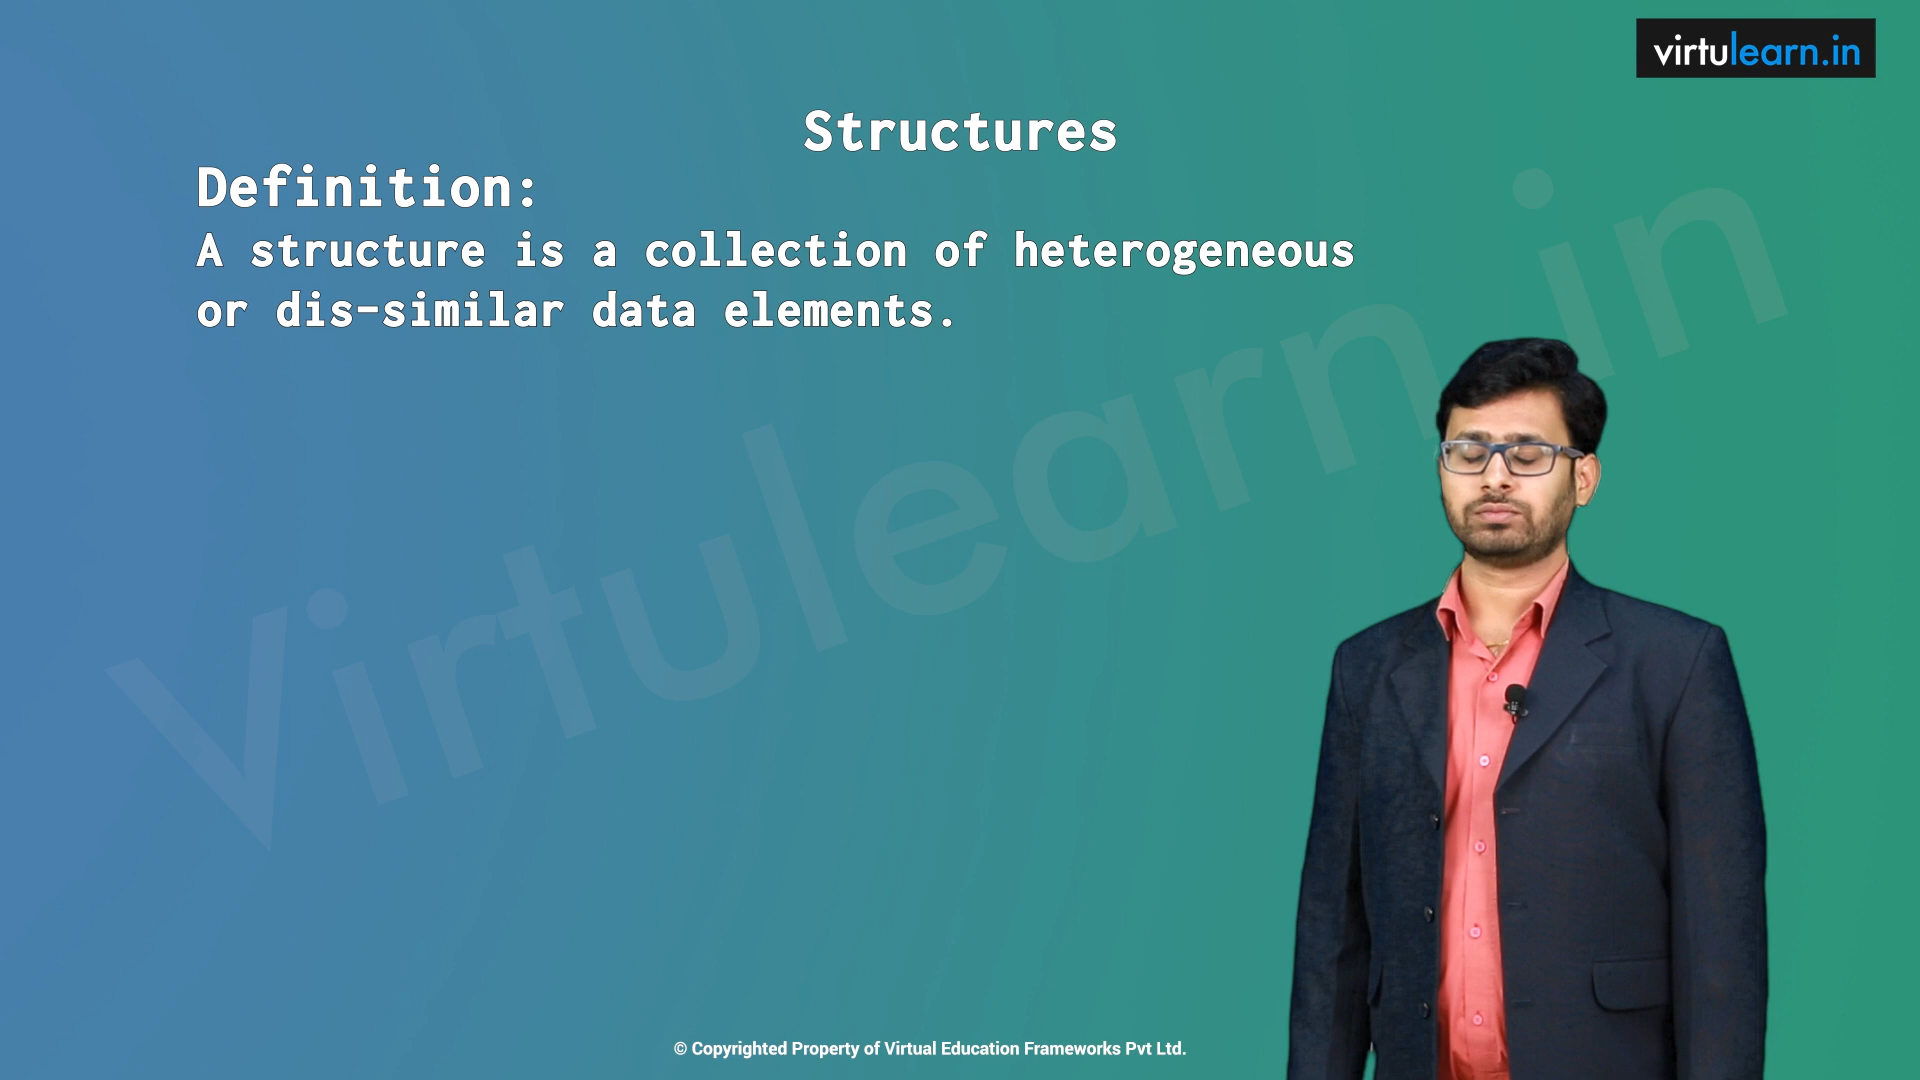 virtulearn.in
Structures
Definition:
A structure is a collection of heterogeneous
or dis-similar data elements.
Virtulearn.in
© Copyrighted Property of Virtual Education Frameworks Pvt Ltd.